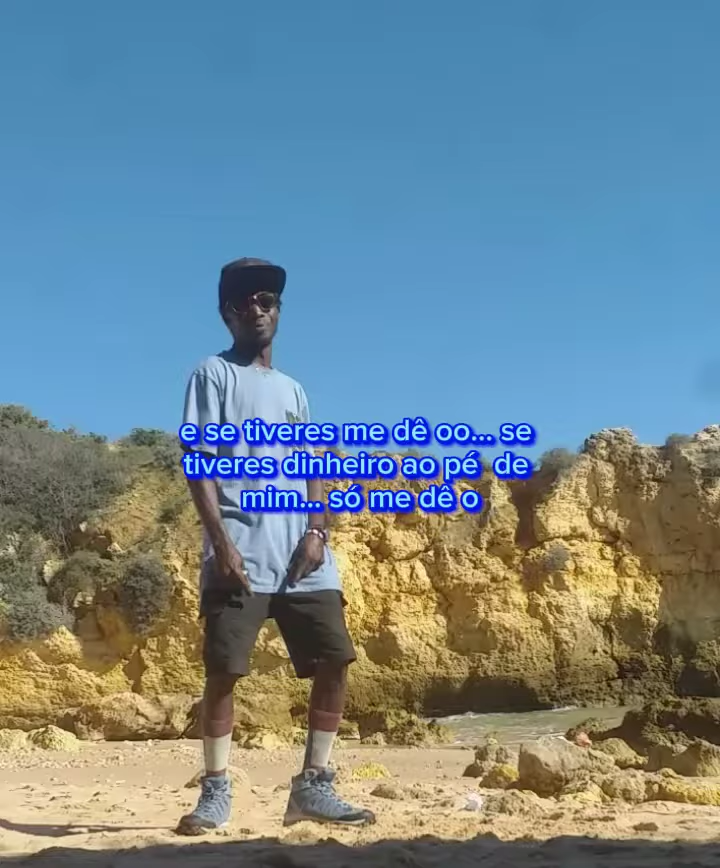 e se tiveres me dê oo... se
tiveres dinheiro ao pé de
mim... só me dê o